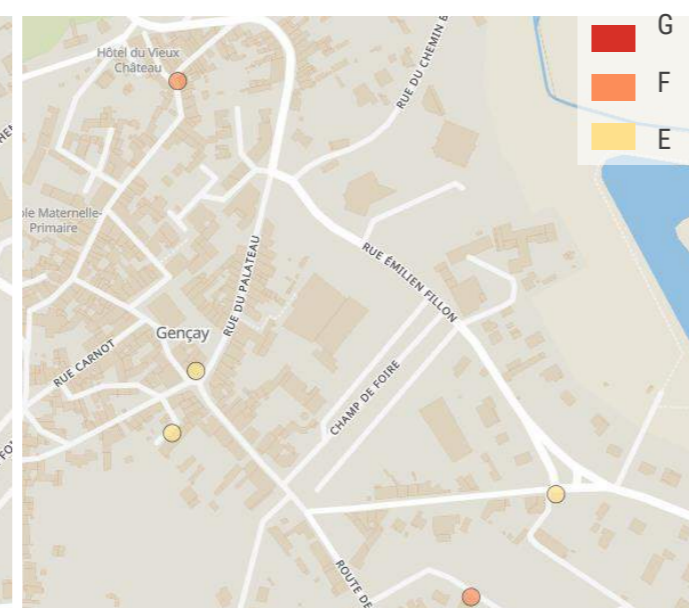 G
F
E
Hôtel du Vieux
Château
RUE DU CHEMIN
Maternelle-
Primaire
RUE DU PALATEAU
RUE ÉMILIEN FILLON
Gençay
RUE CARNOT
CHAMP DE FOIRE
ROUTE DE